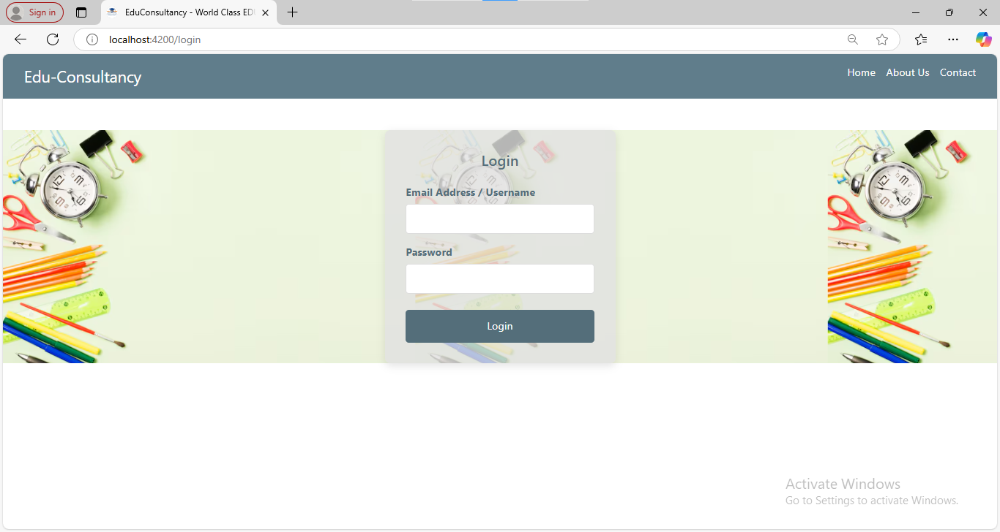 Sign in
EduConsultancy - World Class ED
localhost:4200/login
Edu-Consultancy
Home About Us Contact
Login
Email Address / Username
Password
Login
Activate Windows
Go to Settings to activate Windows.